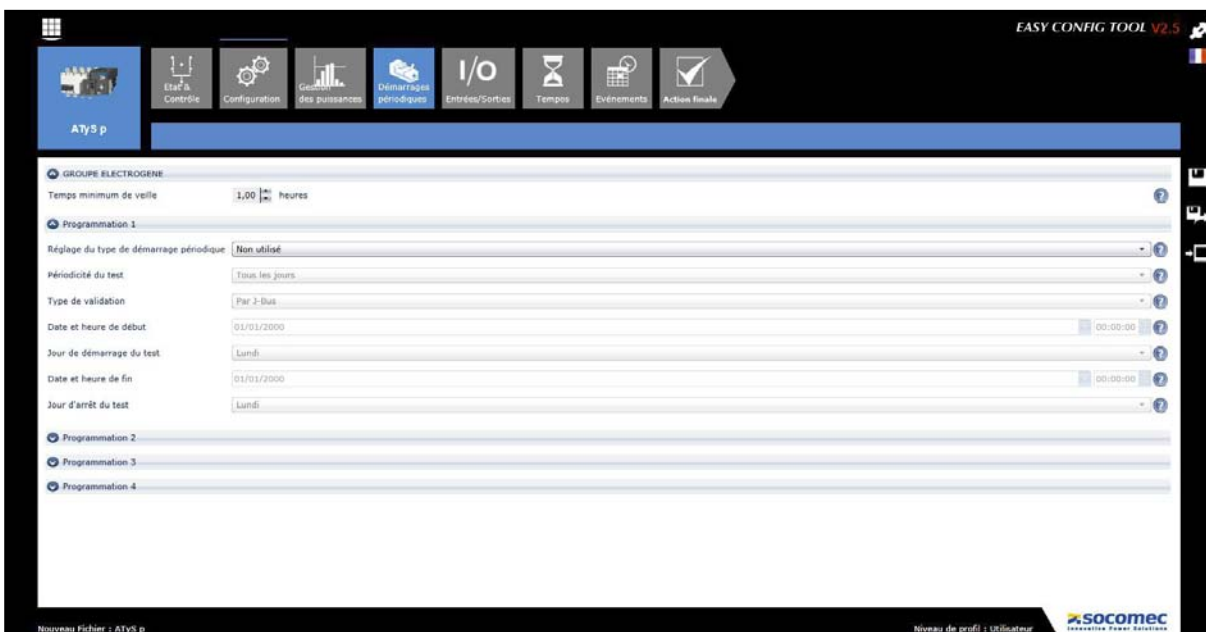 EASY CONFIG TOOL V2.5
Etat & Contrôle
Configuration
Gestion des puissances
Démarrages périodiques
I/O
Entrées/Sorties
Tempos
Evénements
Action finale
ATyS p
GROUPE ELECTROGENE
Temps minimum de veille 1,00 heures
Programmation 1
Réglage du type de démarrage périodique Non utilisé
Périodicité du test Tous les jours
Type de validation Par J-Bus
Date et heure de début 01/01/2000 00:00:00
Jour de démarrage du test Lundi
Date et heure de fin 01/01/2000 00:00:00
Jour d'arrêt du test Lundi
Programmation 2
Programmation 3
Programmation 4
Nouveau Fichier : ATyS p
Niveau de profil : Utilisateur
socomec
Innovative Power Solutions